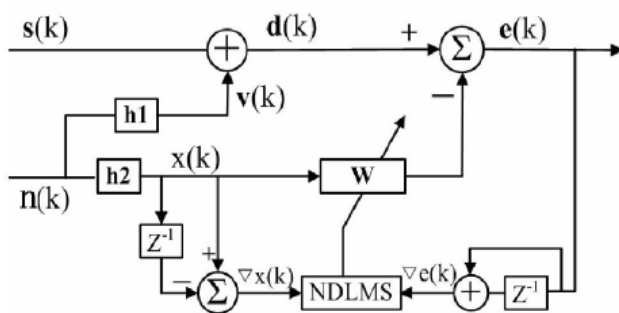 s(k) d(k) + Σ e(k)
+
v(k) −
h1
h2 x(k) W
n(k)
Z⁻¹ +
− Σ ▽x(k) NDLMS ▽e(k) + Z⁻¹